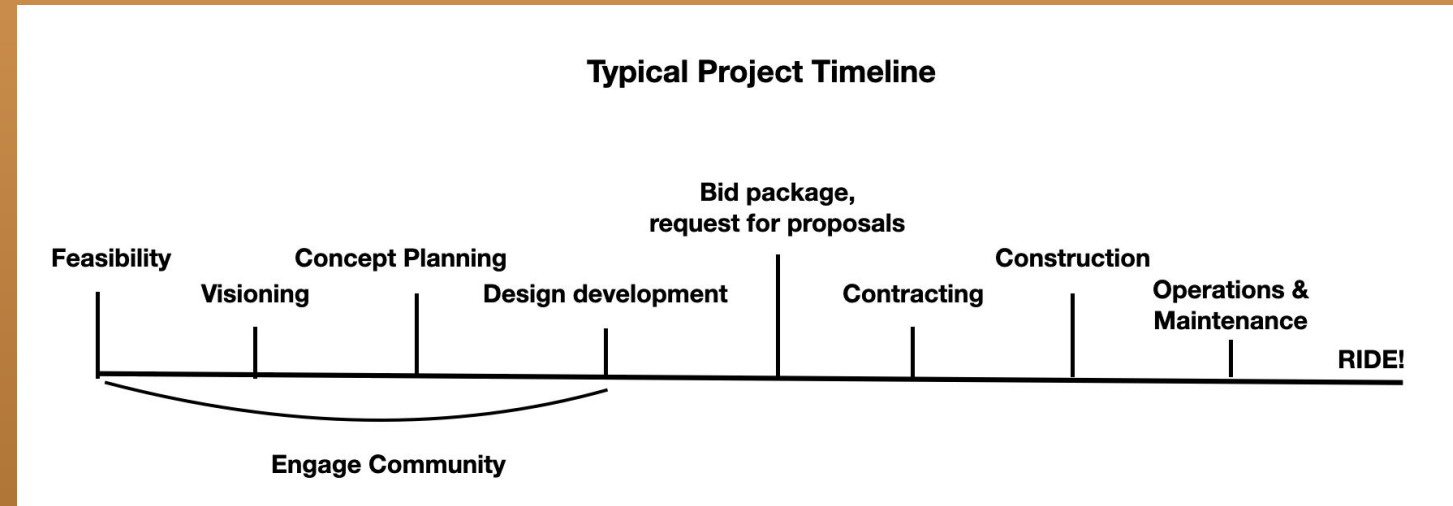 Typical Project Timeline
Bid package,
request for proposals
Feasibility
Concept Planning
Construction
Visioning
Design development
Contracting
Operations &
Maintenance
RIDE!
Engage Community